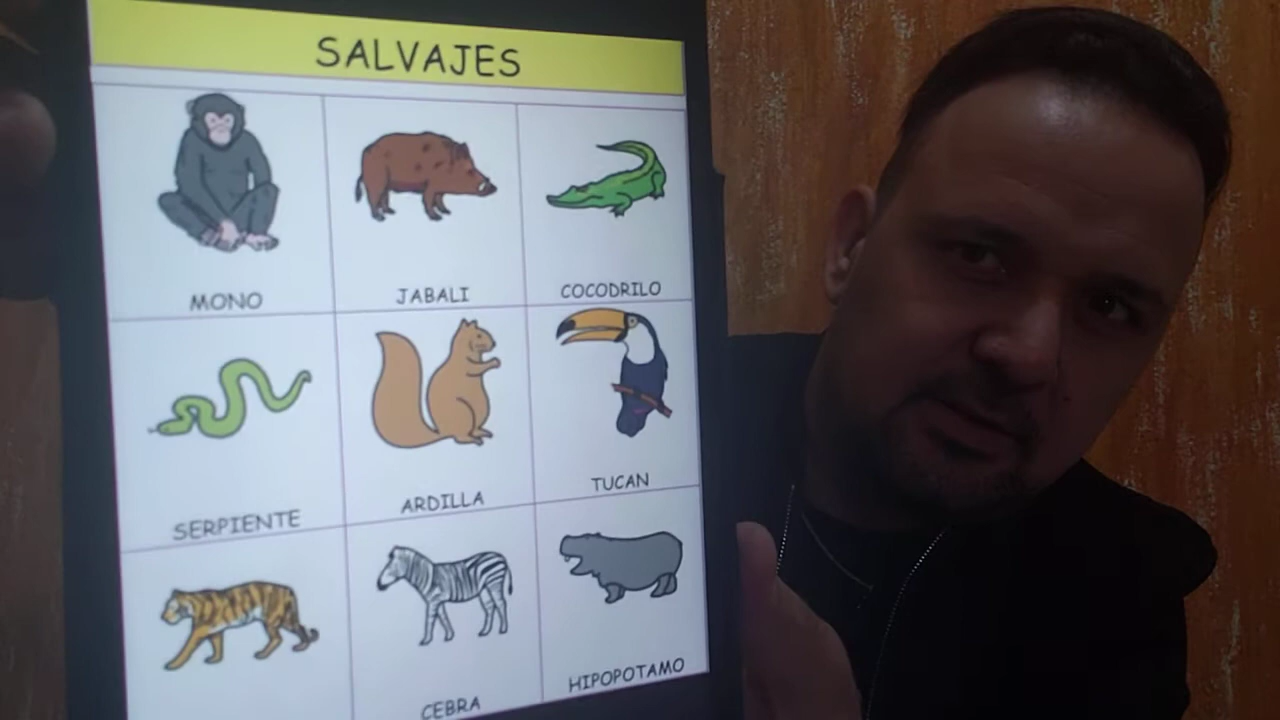 SALVAJES
MONO JABALI COCODRILO
SERPIENTE ARDILLA TUCAN
CEBRA HIPOPOTAMO